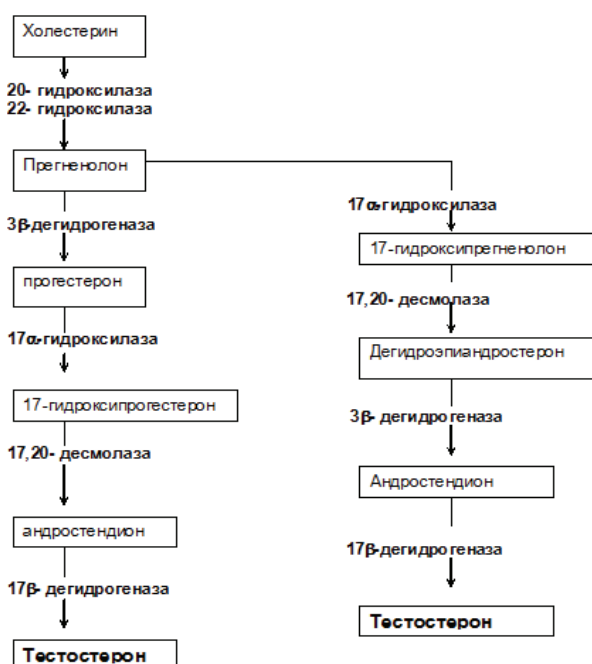 Холестерин
20- гидроксилаза
22- гидроксилаза
Прегненолон
3β-дегидрогеназа
прогестерон
17α-гидроксилаза
17-гидроксипрогестерон
17,20- десмолаза
андростендион
17β- дегидрогеназа
Тестостерон
17α-гидроксилаза
17-гидроксипрегненолон
17,20- десмолаза
Дегидроэпиандростерон
3β- дегидрогеназа
Андростендион
17β-дегидрогеназа
Тестостерон